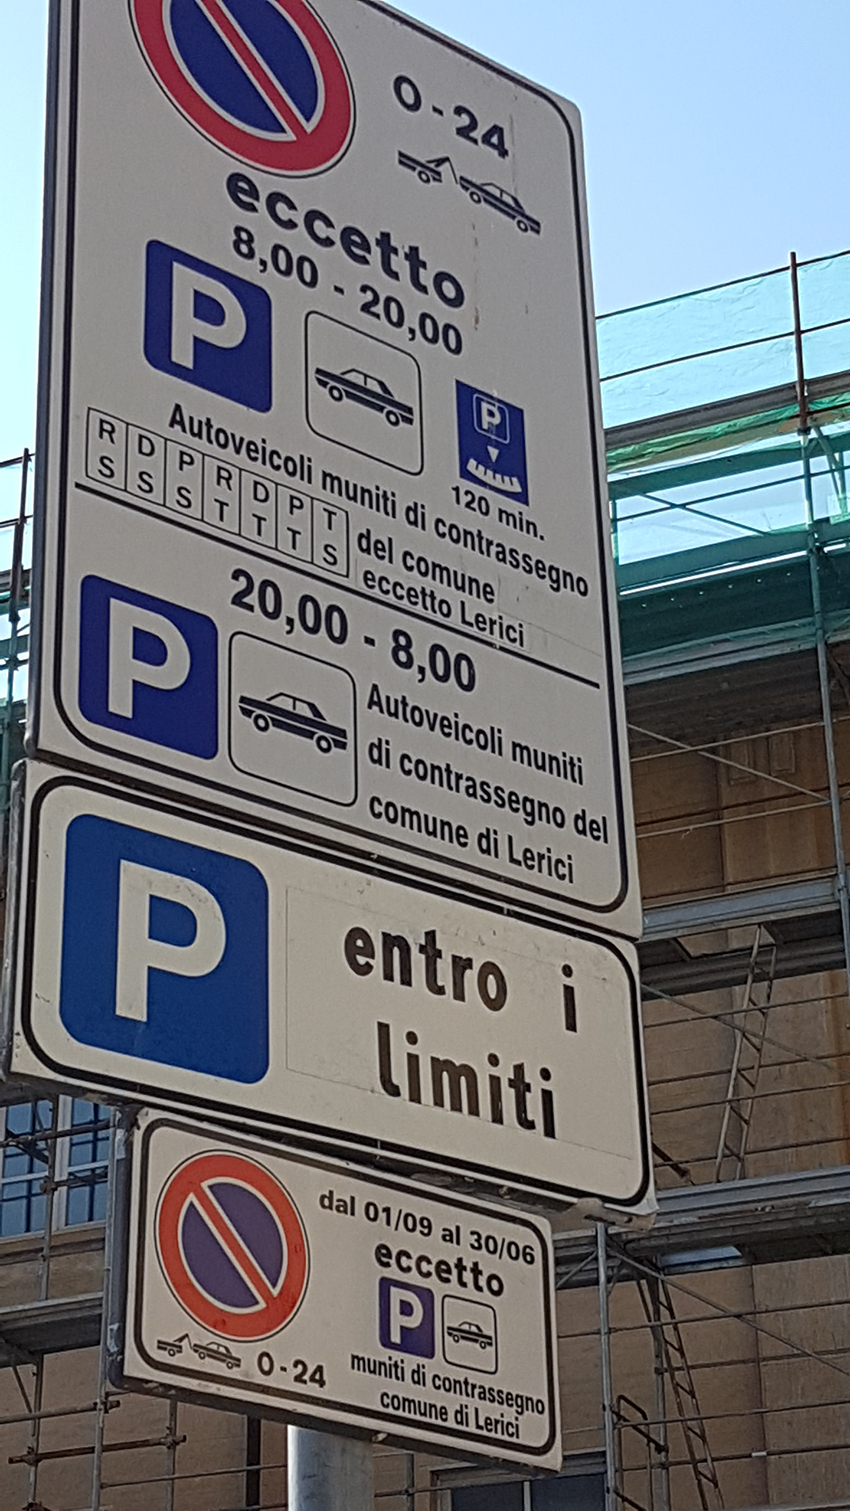 0-24
eccetto
8,00 - 20,00
P
P
120 min.
Autoveicoli muniti di contrassegno
R D P R D P T
S S S T T T S
del comune
eccetto Lerici
20,00 - 8,00
P
Autoveicoli muniti
di contrassegno del
comune di Lerici
P
entro i
limiti
dal 01/09 al 30/06
eccetto
P
0-24
muniti di contrassegno
comune di Lerici